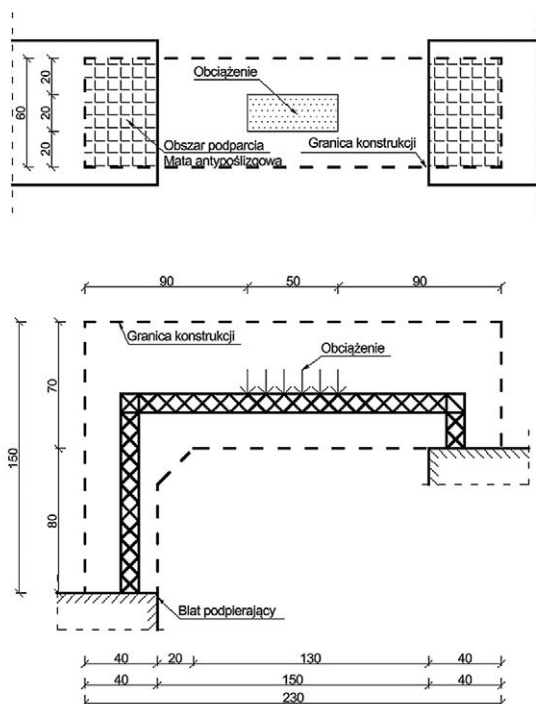 20
60
20
20
Obciążenie
Obszar podparcia
Mata antypoślizgowa
Granica konstrukcji
90
50
90
Granica konstrukcji
Obciążenie
70
150
80
Blat podpierający
40
20
130
40
40
150
40
230